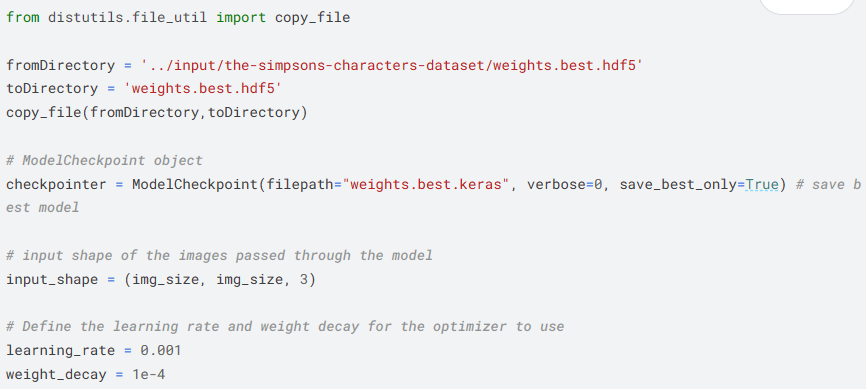 from distutils.file_util import copy_file
fromDirectory = '../input/the-simpsons-characters-dataset/weights.best.hdf5'
toDirectory = 'weights.best.hdf5'
copy_file(fromDirectory,toDirectory)
# ModelCheckpoint object
checkpointer = ModelCheckpoint(filepath="weights.best.keras", verbose=0, save_best_only=True) # save b
est model
# input shape of the images passed through the model
input_shape = (img_size, img_size, 3)
# Define the learning rate and weight decay for the optimizer to use
learning_rate = 0.001
weight_decay = 1e-4